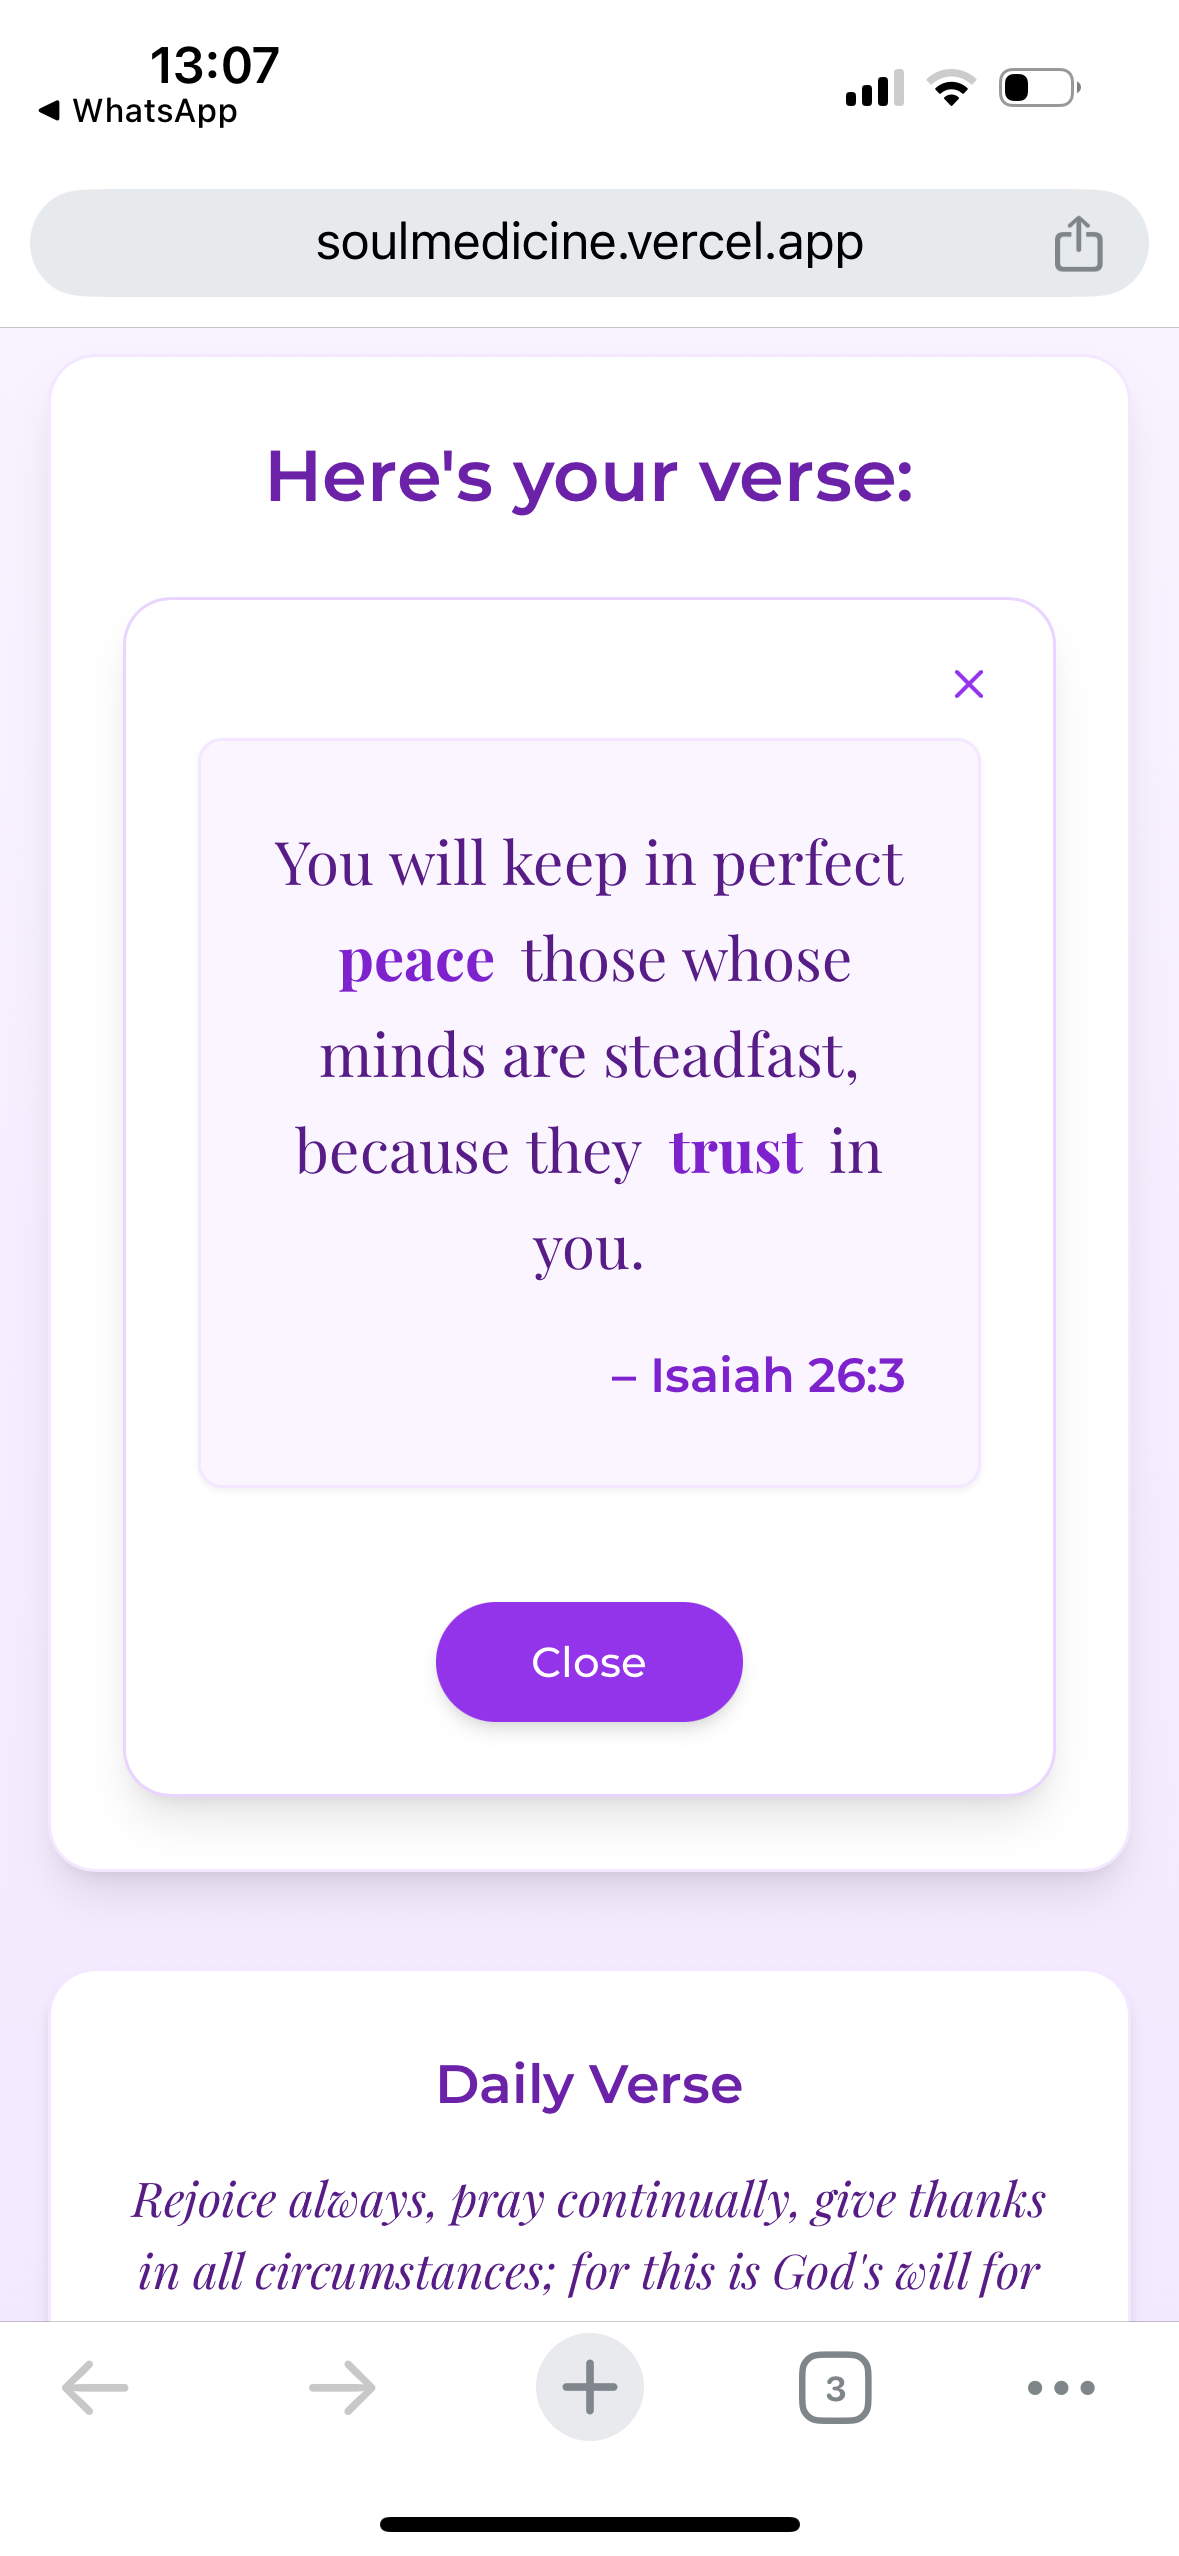 13:07
WhatsApp
soulmedicine.vercel.app
Here's your verse:
You will keep in perfect
peace those whose
minds are steadfast,
because they trust in
you.
– Isaiah 26:3
Close
Daily Verse
Rejoice always, pray continually, give thanks
in all circumstances; for this is God's will for
3